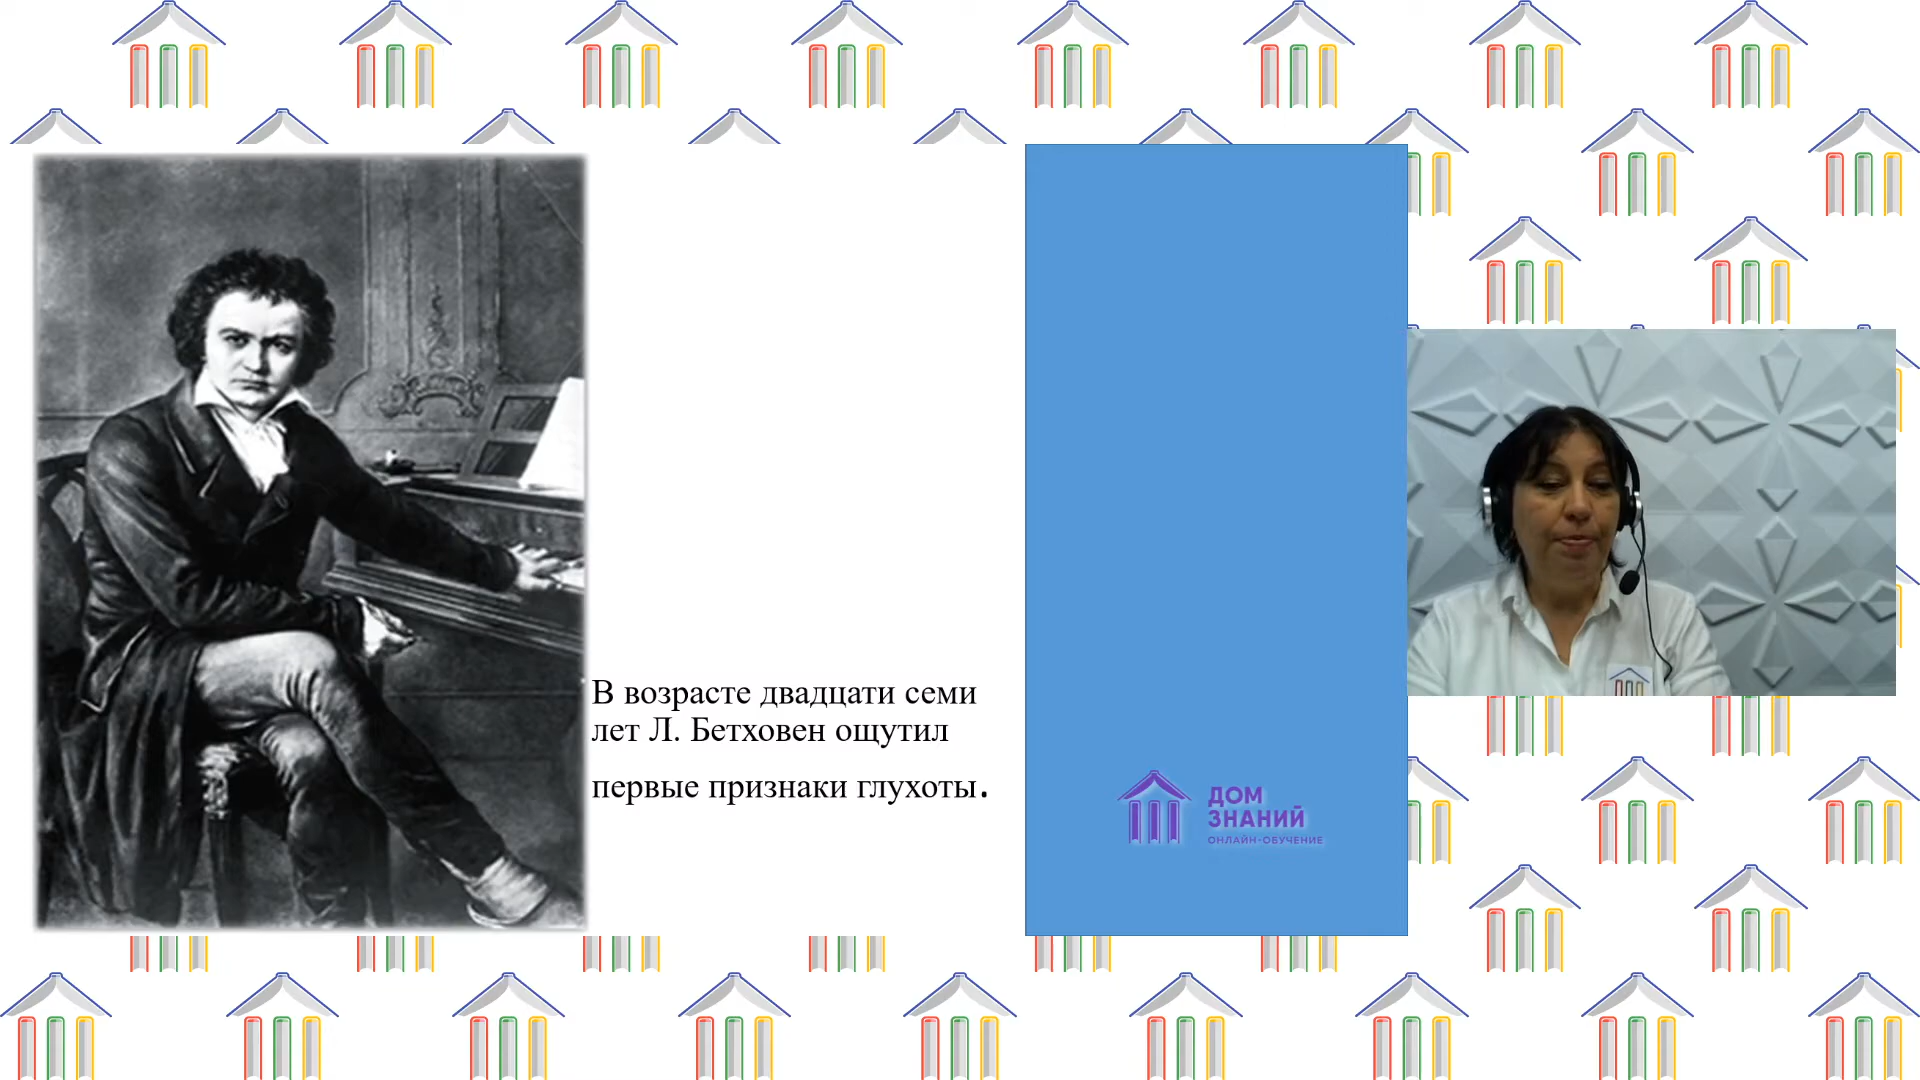 В возрасте двадцати семи
лет Л. Бетховен ощутил
первые признаки глухоты.
ДОМ
ЗНАНИЙ
ОНЛАЙН-ОБУЧЕНИЕ